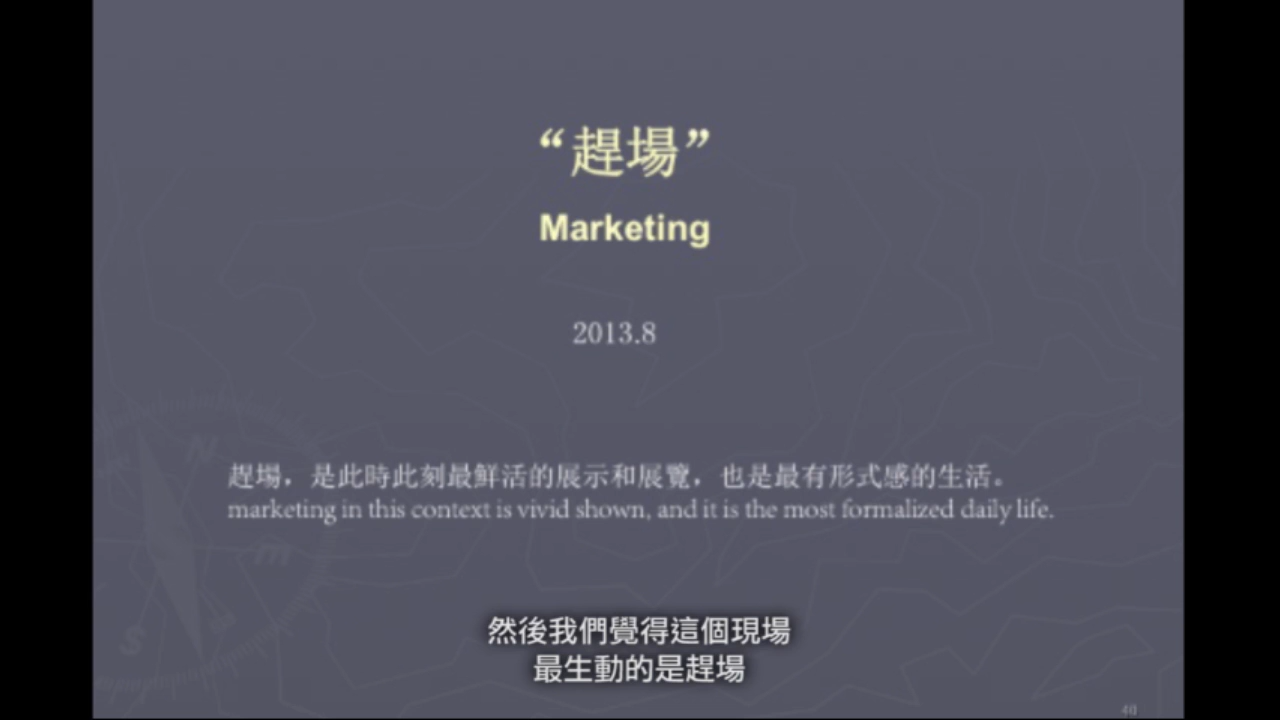 “趕場”
Marketing
2013.8
趕場，是此時此刻最鮮活的展示和展覽，也是最有形式感的生活。
marketing in this context is vivid shown, and it is the most formalized daily life.
然後我們覺得這個現場
最生動的是趕場
40
N
m
S